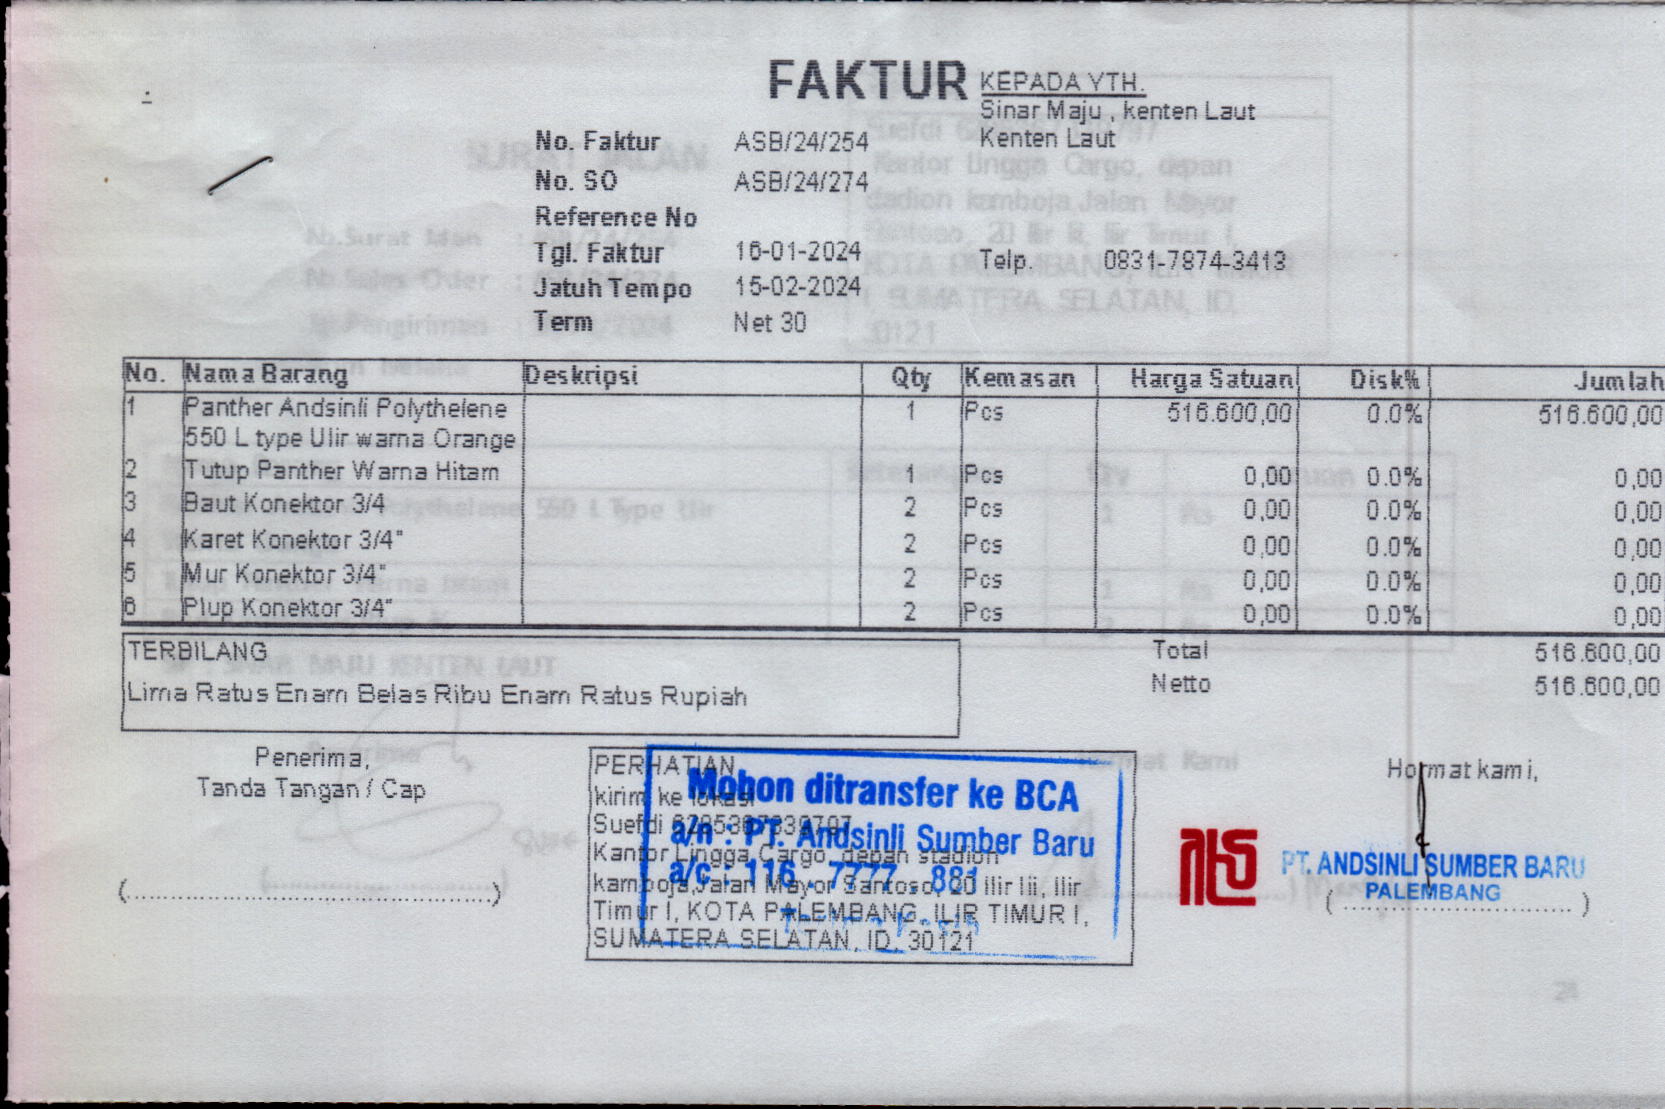 FAKTUR
KEPADA YTH.
Sinar Maju , kenten Laut
Kenten Laut
No. Faktur ASB/24/254
No. SO ASB/24/274
Reference No
Tgl. Faktur 16-01-2024
Telp. 0831-7874-3413
Jatuh Tempo 15-02-2024
Term Net 30
No. Nama Barang Deskripsi Qty Kemasan Harga Satuan Disk% Jumlah
1 Panther Andsinli Polythelene 1 Pcs 516.600,00 0.0% 516.600,00
550 L type Ulir warna Orange
2 Tutup Panther Warna Hitam 1 Pcs 0,00 0.0% 0,00
3 Baut Konektor 3/4 2 Pcs 0,00 0.0% 0,00
4 Karet Konektor 3/4" 2 Pcs 0,00 0.0% 0,00
5 Mur Konektor 3/4" 2 Pcs 0,00 0.0% 0,00
6 Plup Konektor 3/4" 2 Pcs 0,00 0.0% 0,00
TERBILANG
Lima Ratus Enam Belas Ribu Enam Ratus Rupiah
Total 516.600,00
Netto 516.600,00
Penerima,
Tanda Tangan / Cap
PERHATIAN
kirim ke lokasi
Suefdi
Kantor Lingga Cargo, depan stadion
kamboja,Jalan Mayor Santoso, 20 Ilir Iii, Ilir
Timur I, KOTA PALEMBANG, ILIR TIMUR I,
SUMATERA SELATAN, ID, 30121
Mohon ditransfer ke BCA
a/n : PT. Andsinli Sumber Baru
a/c : 116 . 7777 . 881
Terima Kasih
Hormat kami,
PT. ANDSINLI SUMBER BARU
PALEMBANG